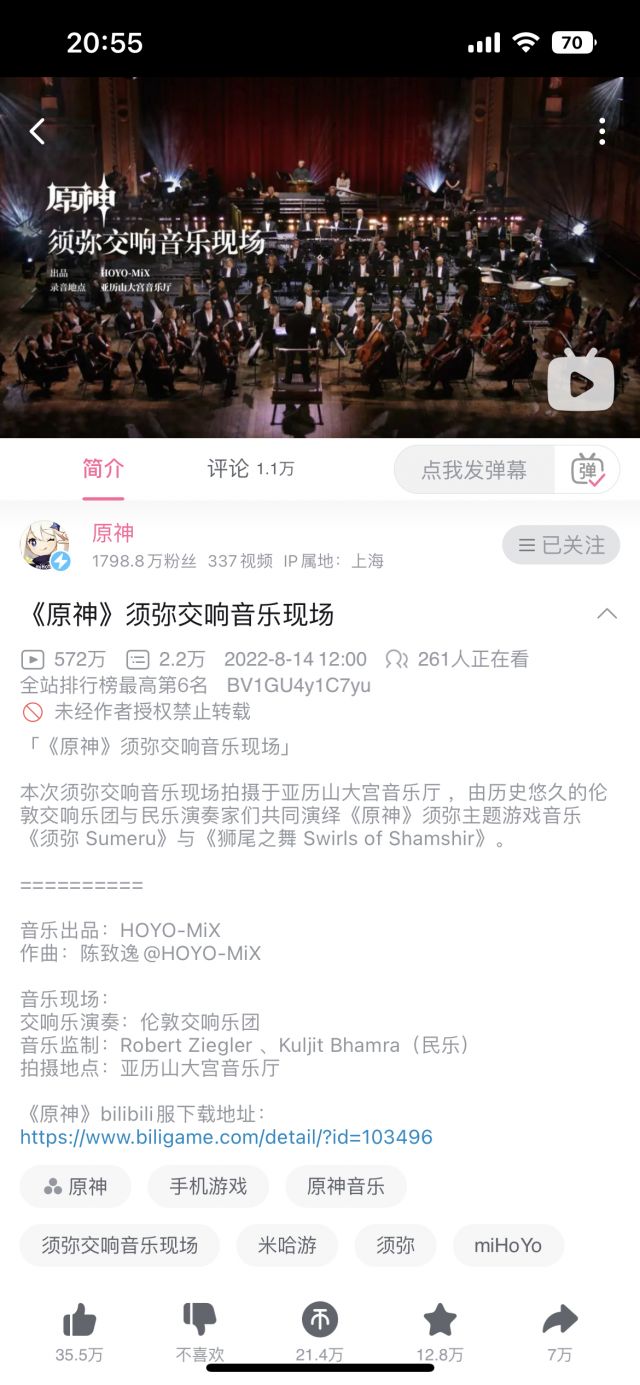 20:55
70
原神
须弥交响音乐现场
出品 HOYO-MiX
录音地点 亚历山大宫音乐厅
简介 评论 1.1万 点我发弹幕 弹
原神
1798.8万粉丝 337视频 IP属地：上海
已关注
《原神》须弥交响音乐现场
572万 2.2万 2022-8-14 12:00 261人正在看
全站排行榜最高第6名 BV1GU4y1C7yu
未经作者授权禁止转载
「《原神》须弥交响音乐现场」
本次须弥交响音乐现场拍摄于亚历山大宫音乐厅 ，由历史悠久的伦
敦交响乐团与民乐演奏家们共同演绎《原神》须弥主题游戏音乐
《须弥 Sumeru》与《狮尾之舞 Swirls of Shamshir》。
==========
音乐出品：HOYO-MiX
作曲：陈致逸@HOYO-MiX
音乐现场：
交响乐演奏：伦敦交响乐团
音乐监制：Robert Ziegler 、Kuljit Bhamra（民乐）
拍摄地点：亚历山大宫音乐厅
《原神》bilibili服下载地址：
https://www.biligame.com/detail/?id=103496
原神 手机游戏 原神音乐
须弥交响音乐现场 米哈游 须弥 miHoYo
35.5万 不喜欢 21.4万 12.8万 7万